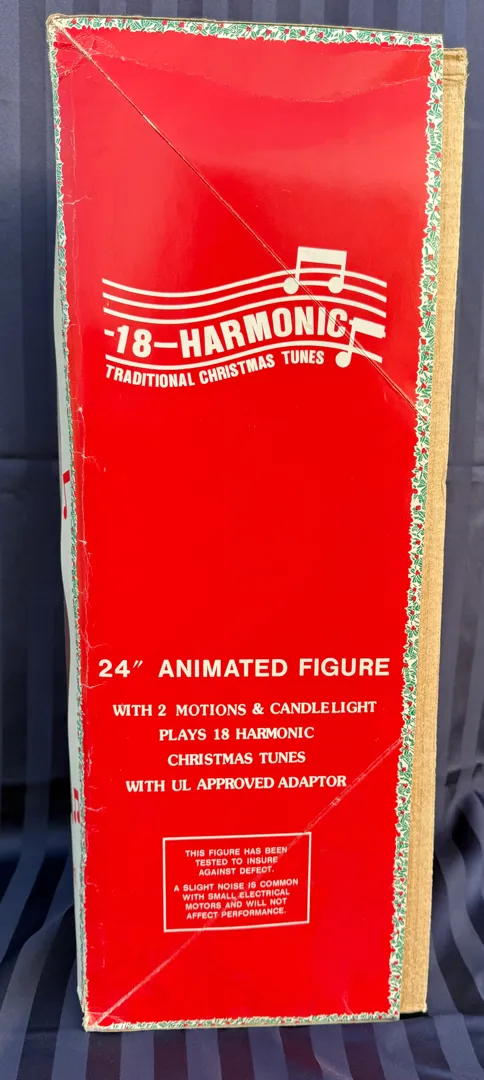 -18-HARMONIC
TRADITIONAL CHRISTMAS TUNES
24" ANIMATED FIGURE
WITH 2 MOTIONS & CANDLELIGHT
PLAYS 18 HARMONIC
CHRISTMAS TUNES
WITH UL APPROVED ADAPTOR
THIS FIGURE HAS BEEN
TESTED TO INSURE
AGAINST DEFECT.
A SLIGHT NOISE IS COMMON
WITH SMALL ELECTRICAL
MOTORS AND WILL NOT
AFFECT PERFORMANCE.